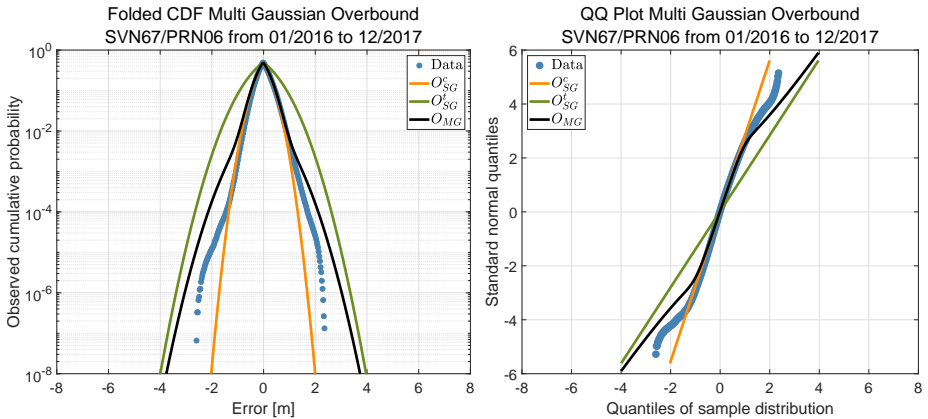 Folded CDF Multi Gaussian Overbound
SVN67/PRN06 from 01/2016 to 12/2017
Observed cumulative probability
10^0
10^-2
10^-4
10^-6
10^-8
Data
O^c_SG
O^t_SG
O_MG
-8 -6 -4 -2 0 2 4 6 8
Error [m]
QQ Plot Multi Gaussian Overbound
SVN67/PRN06 from 01/2016 to 12/2017
Standard normal quantiles
6
4
2
0
-2
-4
-6
Data
O^c_SG
O^t_SG
O_MG
-8 -6 -4 -2 0 2 4 6 8
Quantiles of sample distribution